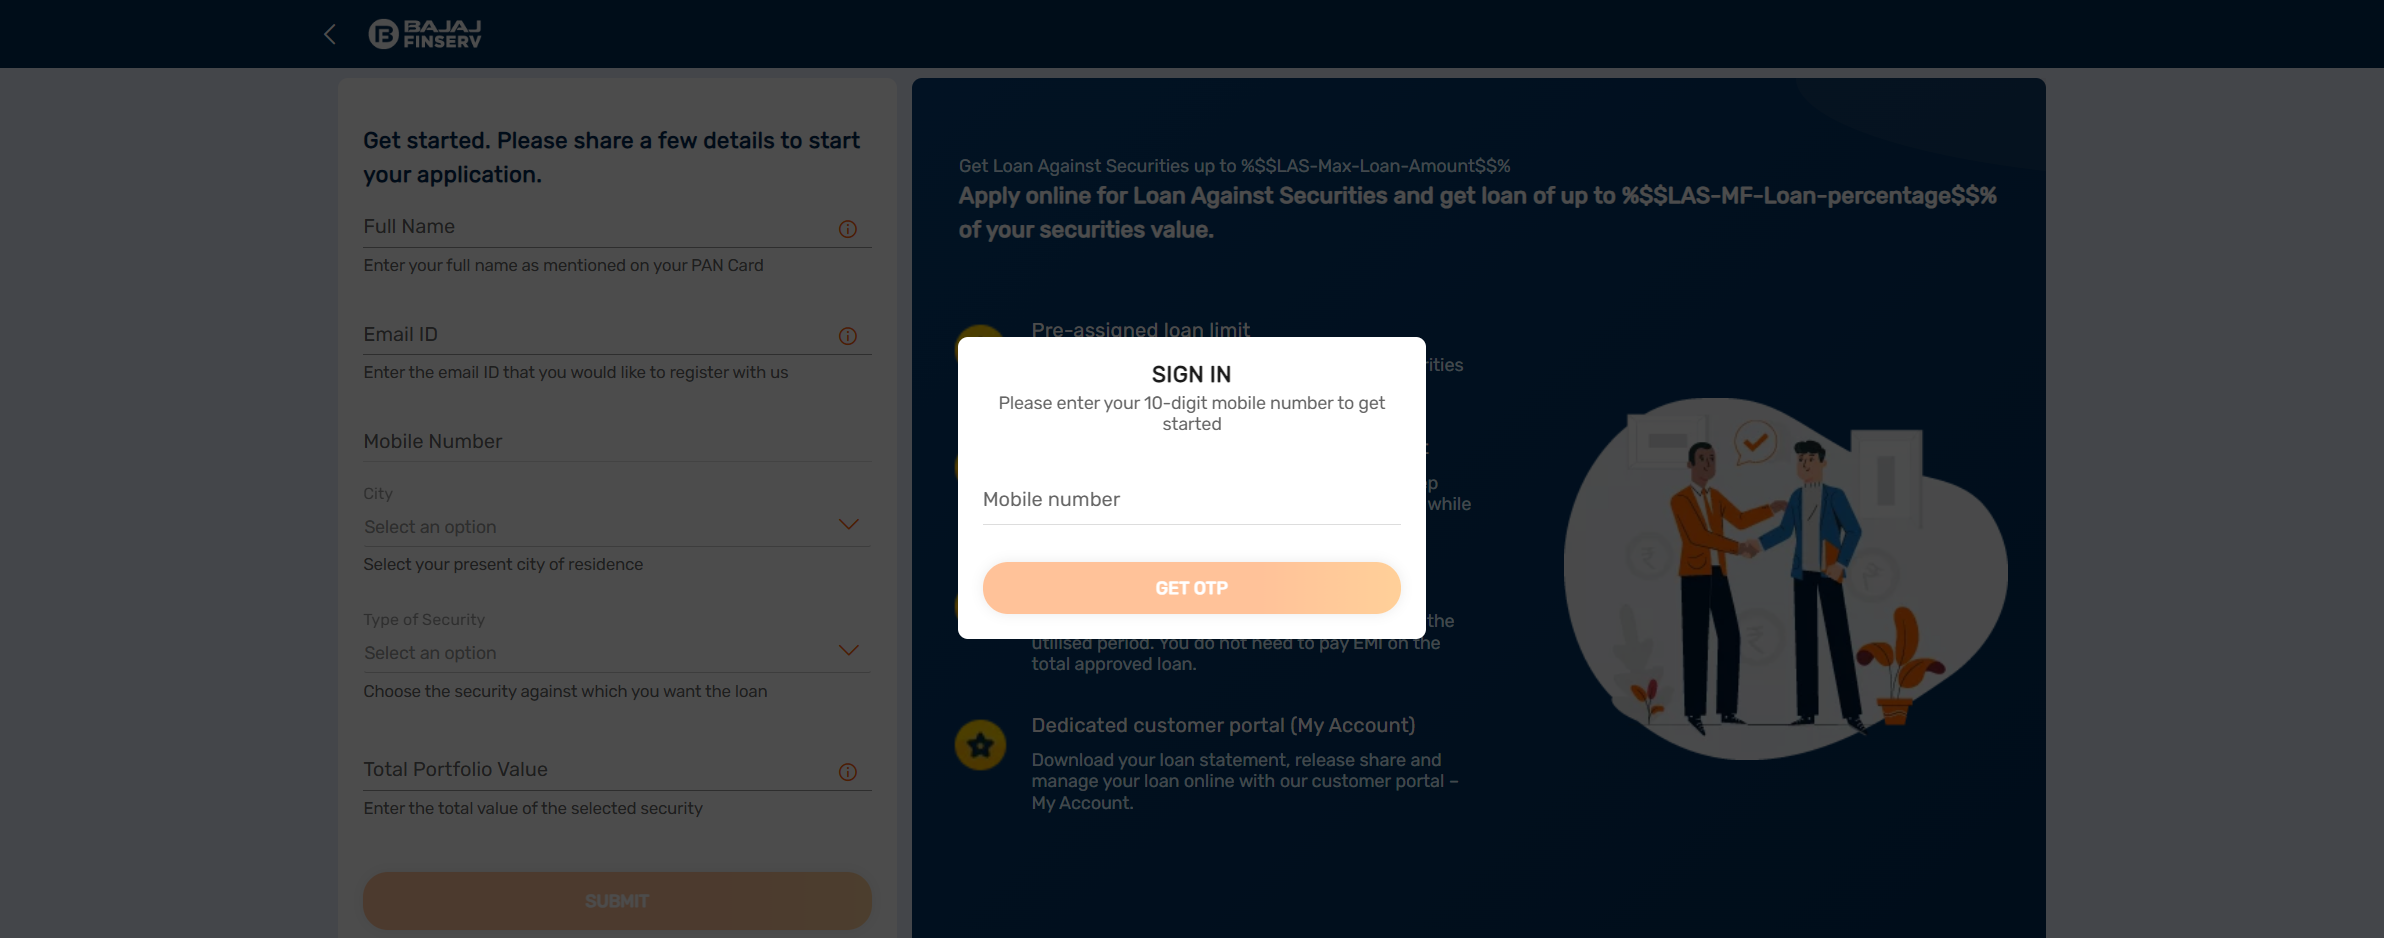 BAJAJ
FINSERV
Get started. Please share a few details to start
your application.
Full Name
Enter your full name as mentioned on your PAN Card
Email ID
Enter the email ID that you would like to register with us
Mobile Number
City
Select an option
Select your present city of residence
Type of Security
Select an option
Choose the security against which you want the loan
Total Portfolio Value
Enter the total value of the selected security
SUBMIT
Get Loan Against Securities up to %$$LAS-Max-Loan-Amount$$%
Apply online for Loan Against Securities and get loan of up to %$$LAS-MF-Loan-percentage$$%
of your securities value.
Pre-assigned loan limit
while
the
utilised period. You do not need to pay EMI on the
total approved loan.
Dedicated customer portal (My Account)
Download your loan statement, release share and
manage your loan online with our customer portal –
My Account.
SIGN IN
Please enter your 10-digit mobile number to get
started
Mobile number
GET OTP